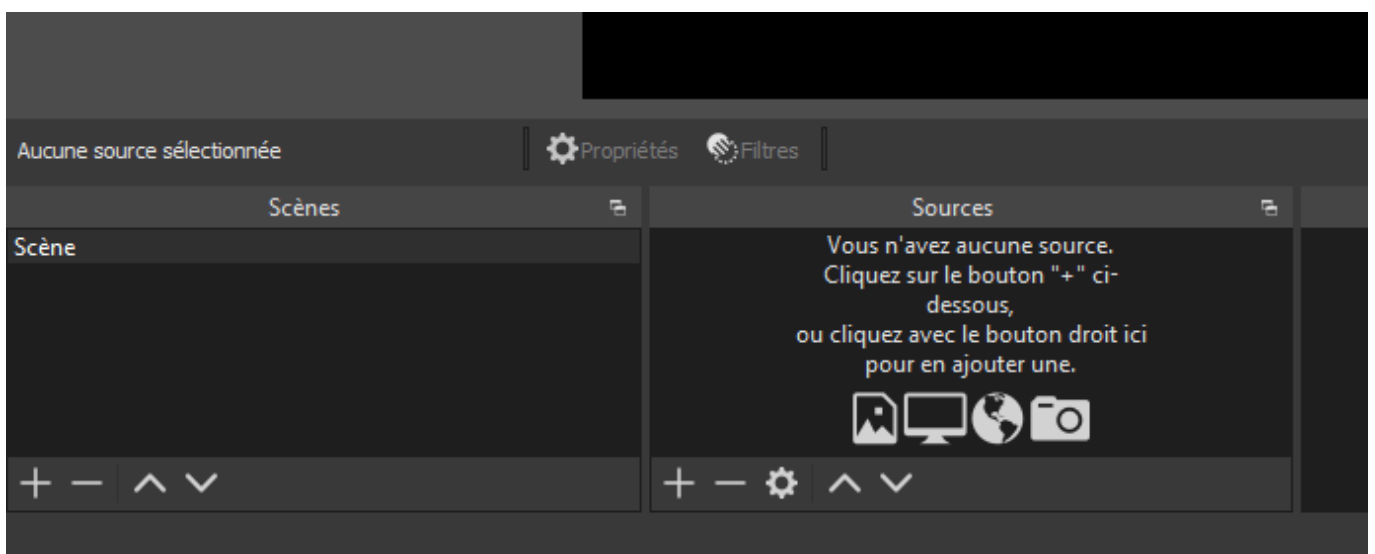 Aucune source sélectionnée
Propriétés
Filtres
Scènes
Sources
Scène
Vous n'avez aucune source.
Cliquez sur le bouton "+" ci-
dessous,
ou cliquez avec le bouton droit ici
pour en ajouter une.